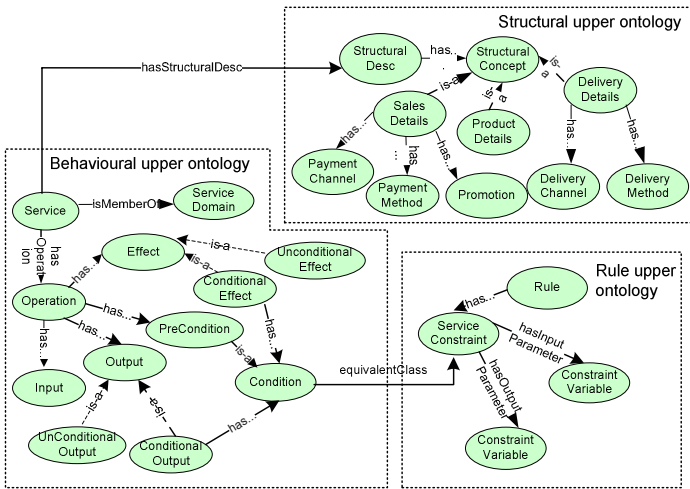 Structural upper ontology
Structural
Desc
has..
.
Structural
Concept
hasStructuralDesc
is-a
is-
a
is-
a
Delivery
Details
Sales
Details
Product
Details
has...
has
...
has...
has...
has...
Payment
Channel
Payment
Method
Promotion
Delivery
Channel
Delivery
Method
Behavioural upper ontology
Service
isMemberOf
Service
Domain
has
Operat
ion
Effect
is-a
Unconditional
Effect
has...
is-a
Conditional
Effect
Operation
has...
PreCondition
has...
has...
has...
Output
is-a
Input
Condition
equivalentClass
is-a
is-a
has...
UnConditional
Output
Conditional
Output
Rule upper
ontology
Rule
has...
Service
Constraint
hasInput
Parameter
hasOutput
Parameter
Constraint
Variable
Constraint
Variable